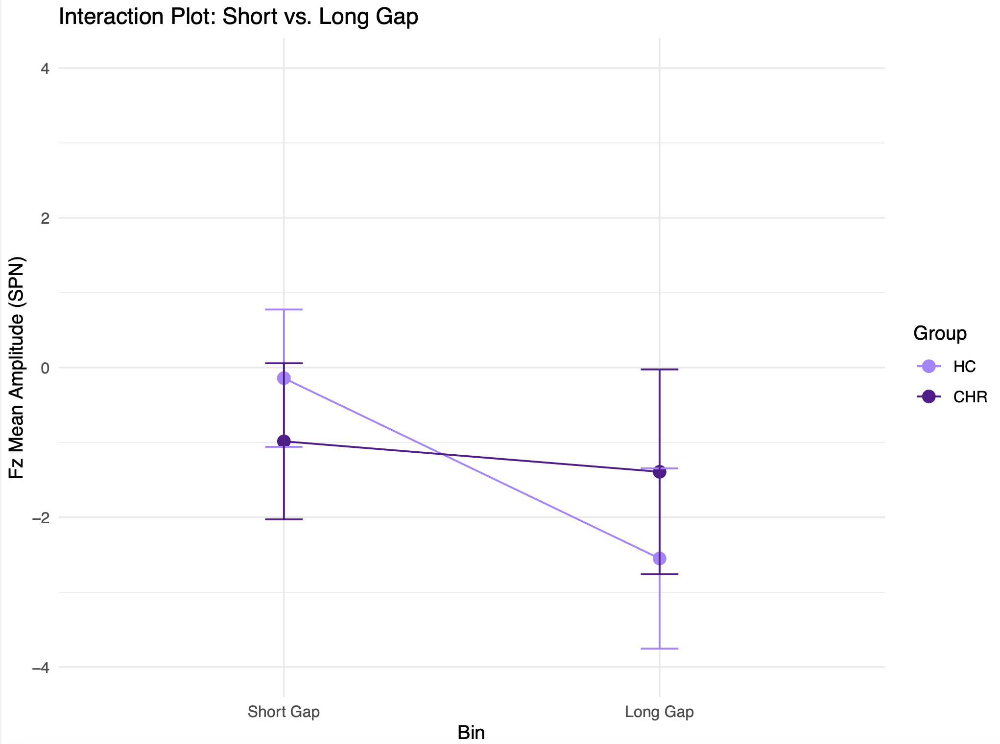 Interaction Plot: Short vs. Long Gap
Fz Mean Amplitude (SPN)
4
2
0
−2
−4
Short Gap
Long Gap
Bin
Group
HC
CHR